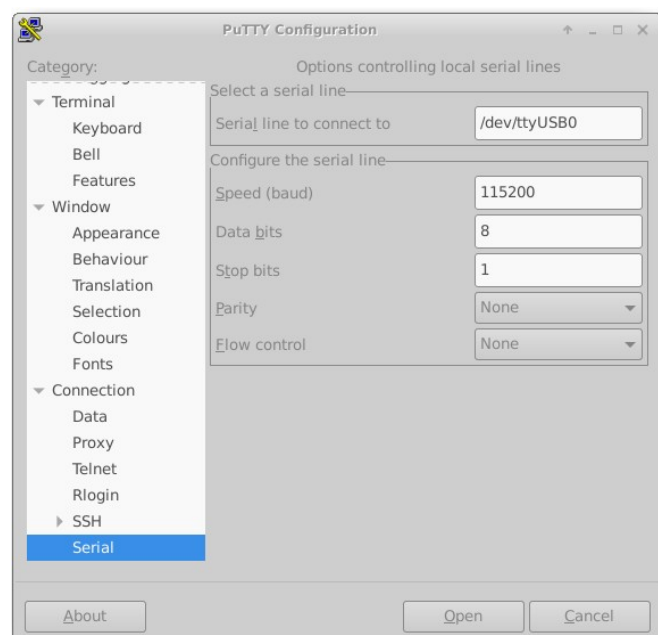 PuTTY Configuration
Category:
Options controlling local serial lines
Terminal
Keyboard
Bell
Features
Window
Appearance
Behaviour
Translation
Selection
Colours
Fonts
Connection
Data
Proxy
Telnet
Rlogin
SSH
Serial
Select a serial line
Serial line to connect to
/dev/ttyUSB0
Configure the serial line
Speed (baud)
115200
Data bits
8
Stop bits
1
Parity
None
Flow control
None
About
Open
Cancel